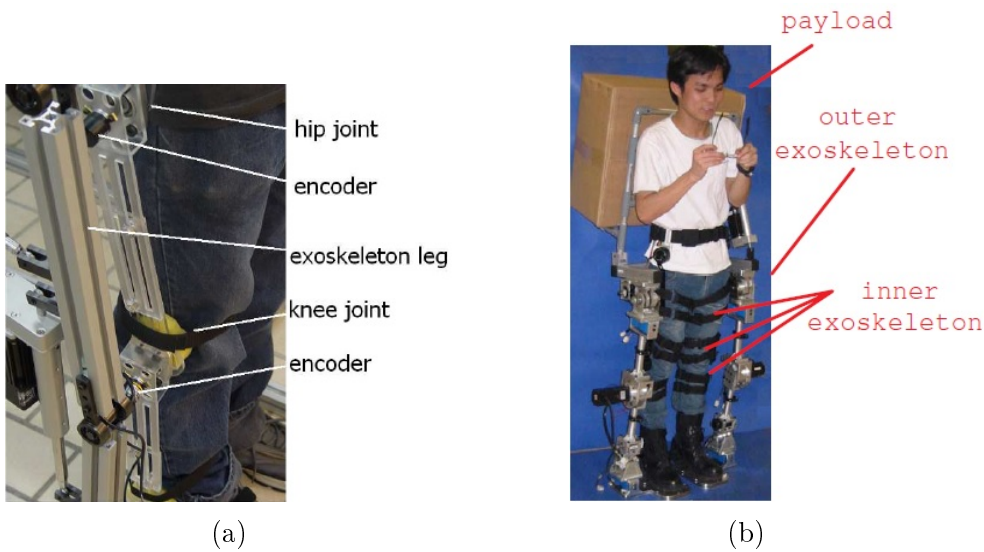 hip joint
encoder
exoskeleton leg
knee joint
encoder
(a)
payload
outer
exoskeleton
inner
exoskeleton
(b)